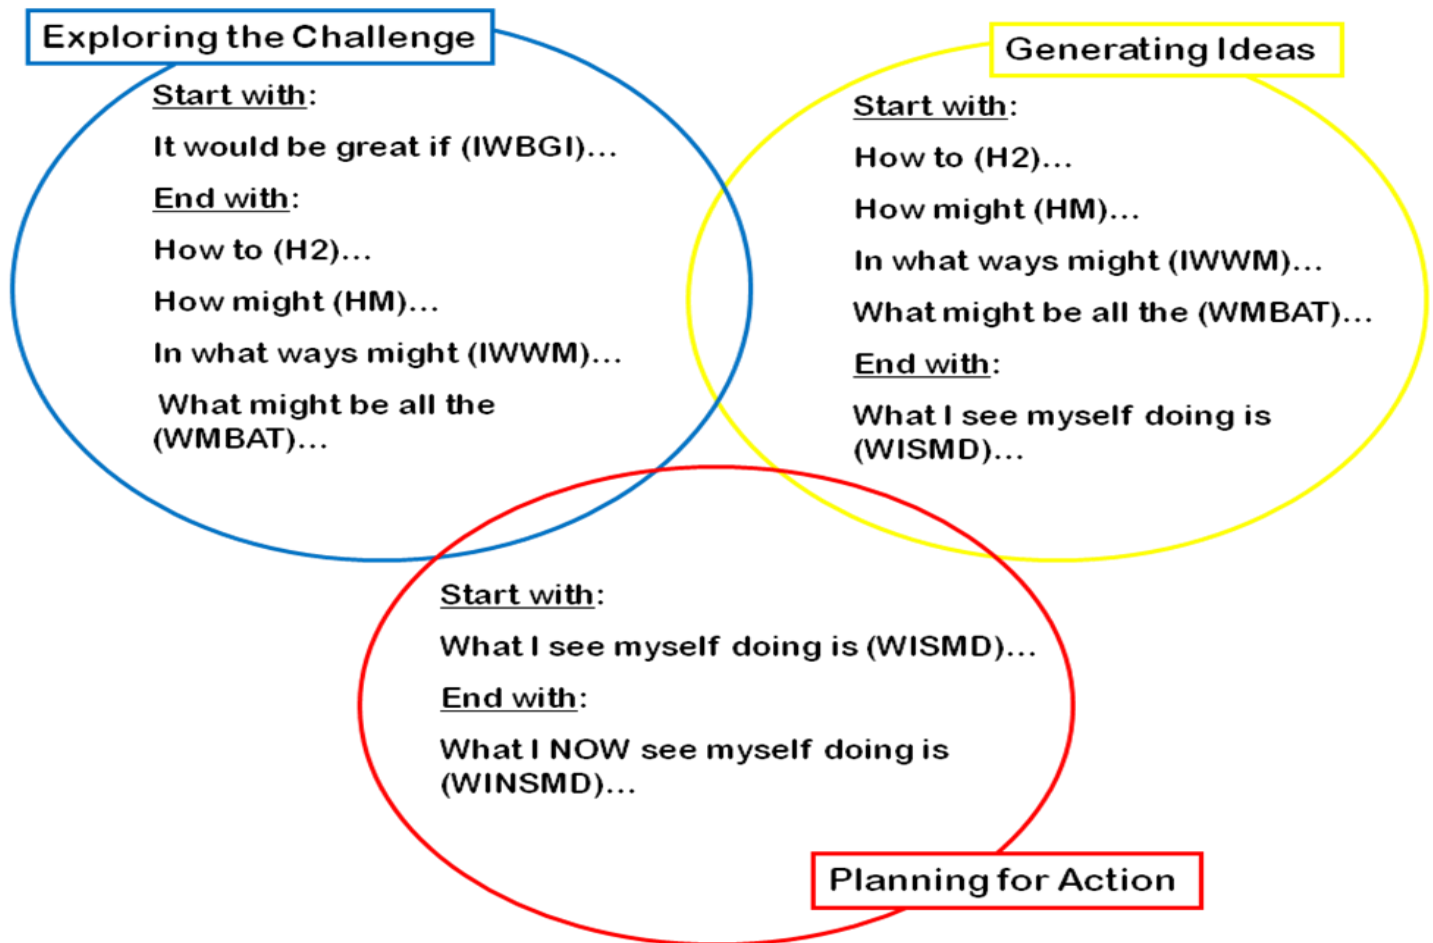 Exploring the Challenge
Start with:
It would be great if (IWBGI)...
End with:
How to (H2)...
How might (HM)...
In what ways might (IWWM)...
What might be all the
(WMBAT)...
Generating Ideas
Start with:
How to (H2)...
How might (HM)...
In what ways might (IWWM)...
What might be all the (WMBAT)...
End with:
What I see myself doing is
(WISMD)...
Start with:
What I see myself doing is (WISMD)...
End with:
What I NOW see myself doing is
(WINSMD)...
Planning for Action